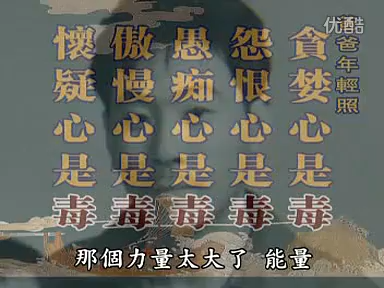 优酷
爸年輕照
貪婪心是毒
怨恨心是毒
愚痴心是毒
傲慢心是毒
懷疑心是毒
那個力量太大了 能量